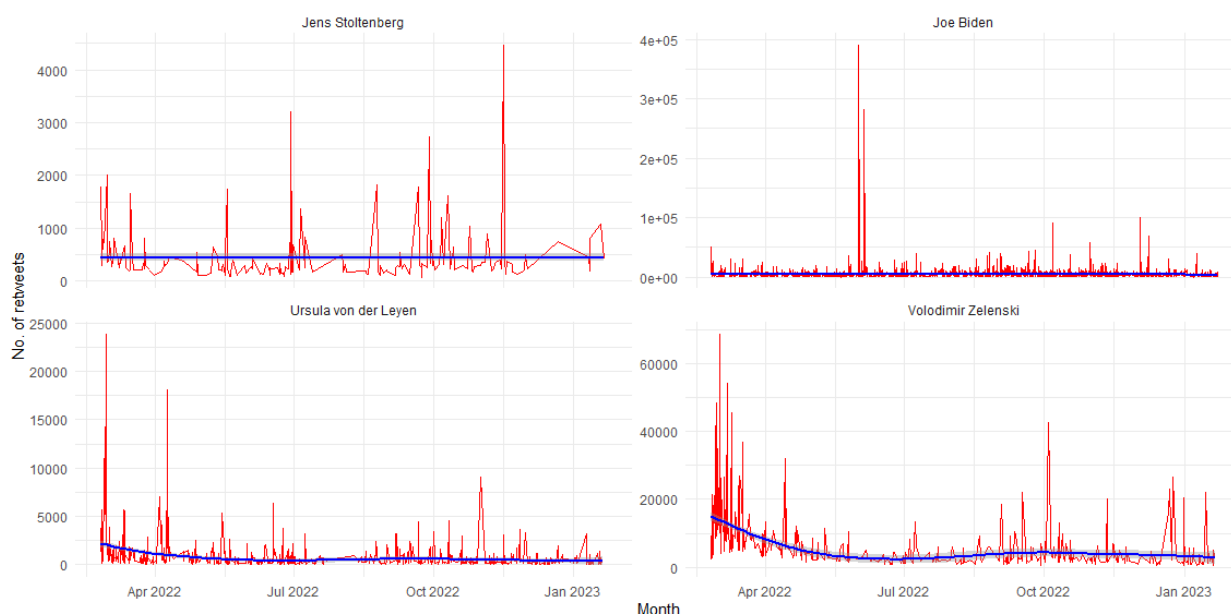 Jens Stoltenberg
Joe Biden
No. of retweets
4000
3000
2000
1000
0
4e+05
3e+05
2e+05
1e+05
0e+00
Ursula von der Leyen
Volodimir Zelenski
25000
20000
15000
10000
5000
0
60000
40000
20000
0
Apr 2022
Jul 2022
Oct 2022
Jan 2023
Apr 2022
Jul 2022
Oct 2022
Jan 2023
Month